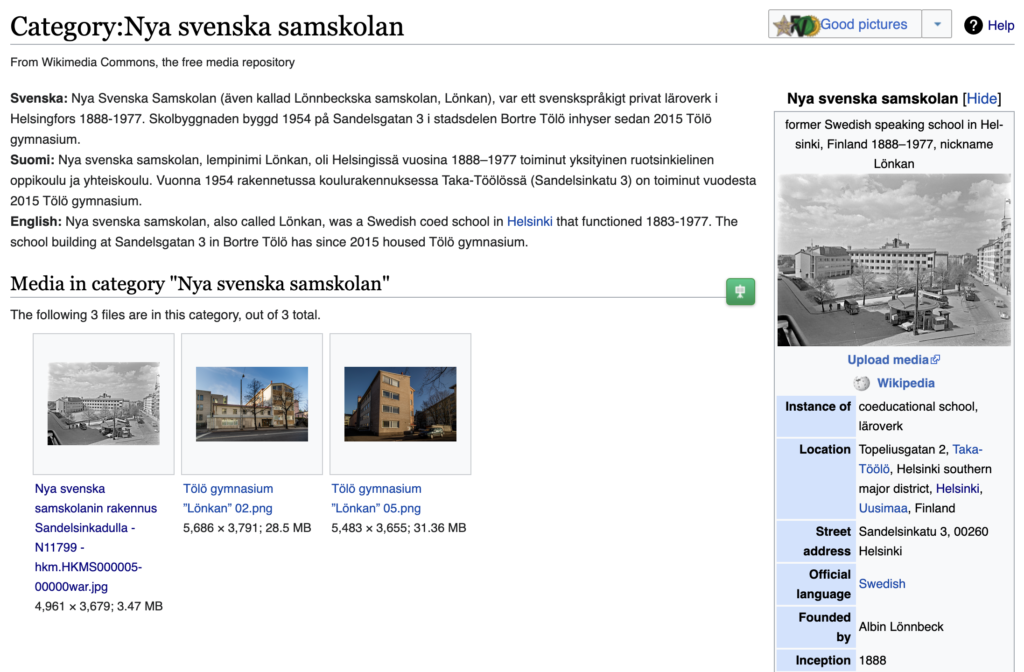 Category:Nya svenska samskolan
Good pictures
Help
From Wikimedia Commons, the free media repository
Svenska: Nya Svenska Samskolan (även kallad Lönnbeckska samskolan, Lönkan), var ett svenskspråkigt privat läroverk i
Helsingfors 1888-1977. Skolbyggnaden byggd 1954 på Sandelsgatan 3 i stadsdelen Bortre Tölö inhyser sedan 2015 Tölö
gymnasium.
Suomi: Nya svenska samskolan, lempinimi Lönkan, oli Helsingissä vuosina 1888–1977 toiminut yksityinen ruotsinkielinen
oppikoulu ja yhteiskoulu. Vuonna 1954 rakennetussa koulurakennuksessa Taka-Töölössä (Sandelsinkatu 3) on toiminut vuodesta
2015 Tölö gymnasium.
English: Nya svenska samskolan, also called Lönkan, was a Swedish coed school in Helsinki that functioned 1883-1977. The
school building at Sandelsgatan 3 in Bortre Tölö has since 2015 housed Tölö gymnasium.
Media in category "Nya svenska samskolan"
The following 3 files are in this category, out of 3 total.
Nya svenska
samskolanin rakennus
Sandelsinkadulla -
N11799 -
hkm.HKMS000005-
00000war.jpg
4,961 × 3,679; 3.47 MB
Tölö gymnasium
"Lönkan" 02.png
5,686 × 3,791; 28.5 MB
Tölö gymnasium
"Lönkan" 05.png
5,483 × 3,655; 31.36 MB
Nya svenska samskolan [Hide]
former Swedish speaking school in Hel-
sinki, Finland 1888–1977, nickname
Lönkan
Upload media
Wikipedia
Instance of coeducational school,
läroverk
Location Topeliusgatan 2, Taka-
Töölö, Helsinki southern
major district, Helsinki,
Uusimaa, Finland
Street Sandelsinkatu 3, 00260
address Helsinki
Official
language Swedish
Founded
by Albin Lönnbeck
Inception 1888